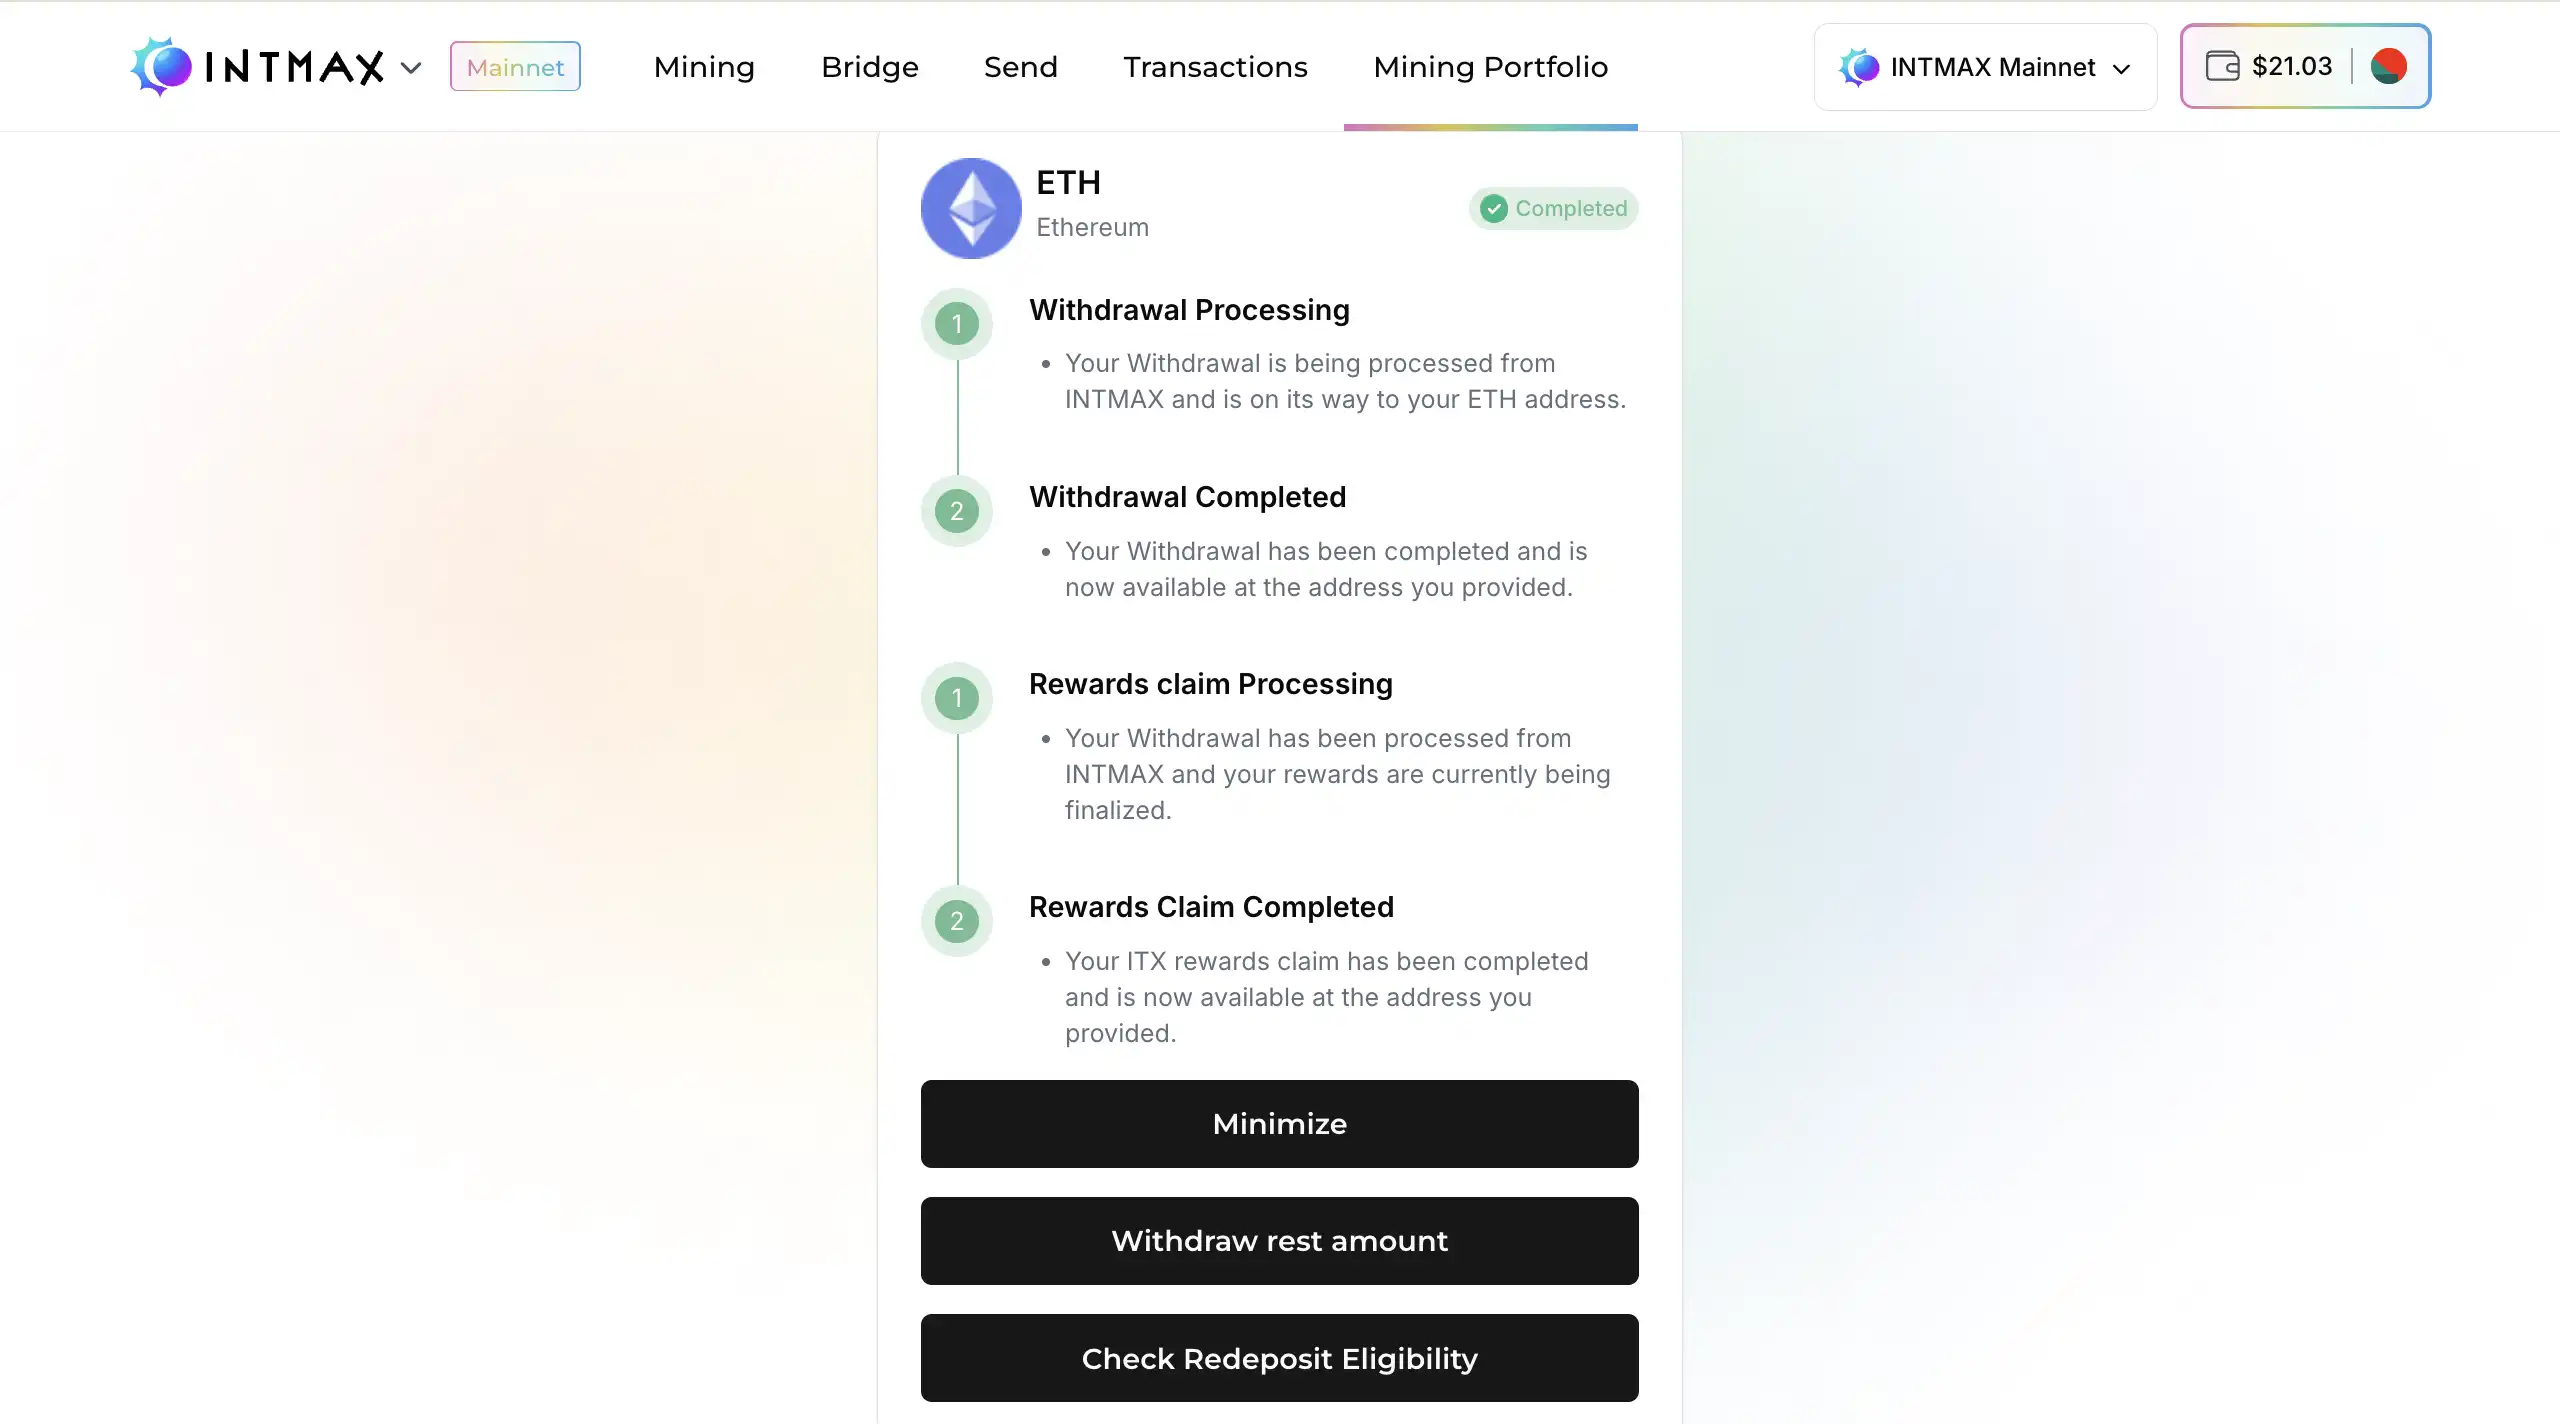 INTMAX
Mainnet
Mining
Bridge
Send
Transactions
Mining Portfolio
INTMAX Mainnet
$21.03
ETH
Ethereum
Completed
1
Withdrawal Processing
• Your Withdrawal is being processed from
INTMAX and is on its way to your ETH address.
2
Withdrawal Completed
• Your Withdrawal has been completed and is
now available at the address you provided.
1
Rewards claim Processing
• Your Withdrawal has been processed from
INTMAX and your rewards are currently being
finalized.
2
Rewards Claim Completed
• Your ITX rewards claim has been completed
and is now available at the address you
provided.
Minimize
Withdraw rest amount
Check Redeposit Eligibility